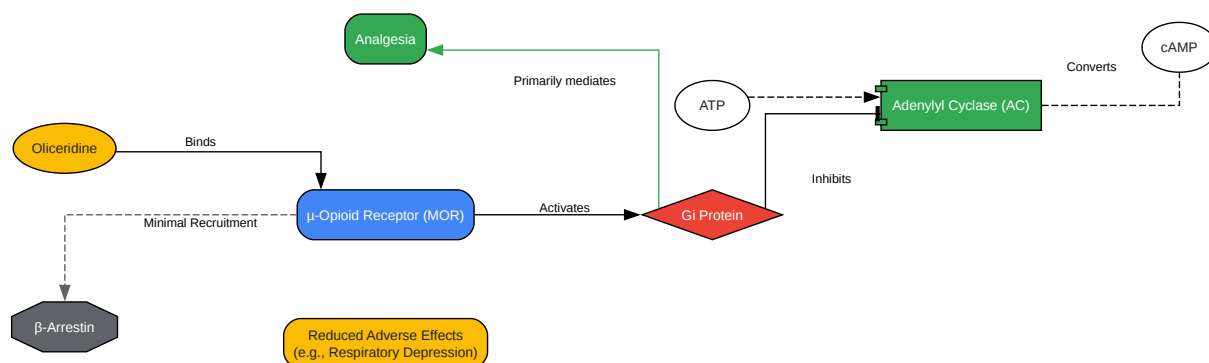 Analgesia
cAMP
Converts
Primarily mediates
ATP
Adenylyl Cyclase (AC)
Oliceridine
Binds
Inhibits
µ-Opioid Receptor (MOR)
Activates
Gi Protein
Minimal Recruitment
β-Arrestin
Reduced Adverse Effects
(e.g., Respiratory Depression)